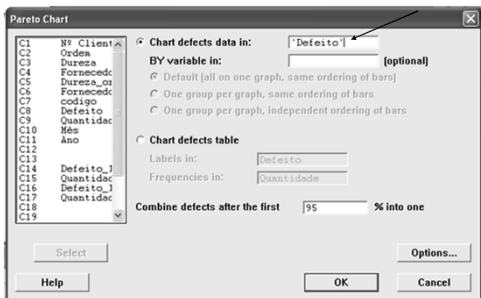 Pareto Chart
C1 Nº Client
C2 Ordem
C3 Dureza
C4 Fornecedo
C5 Dureza_or
C6 Fornecedo
C7 codigo
C8 Defeito
C9 Quantidad
C10 Mês
C11 Ano
C12
C13
C14 Defeito_1
C15 Quantidad
C16 Defeito_1
C17 Quantidad
C18
C19
Chart defects data in: 'Defeito'
BY variable in: (optional)
Default (all on one graph, same ordering of bars)
One group per graph, same ordering of bars
One group per graph, independent ordering of bars
Chart defects table
Labels in: Defeito
Frequencies in: Quantidade
Combine defects after the first 95 % into one
Select
Options...
Help
OK
Cancel